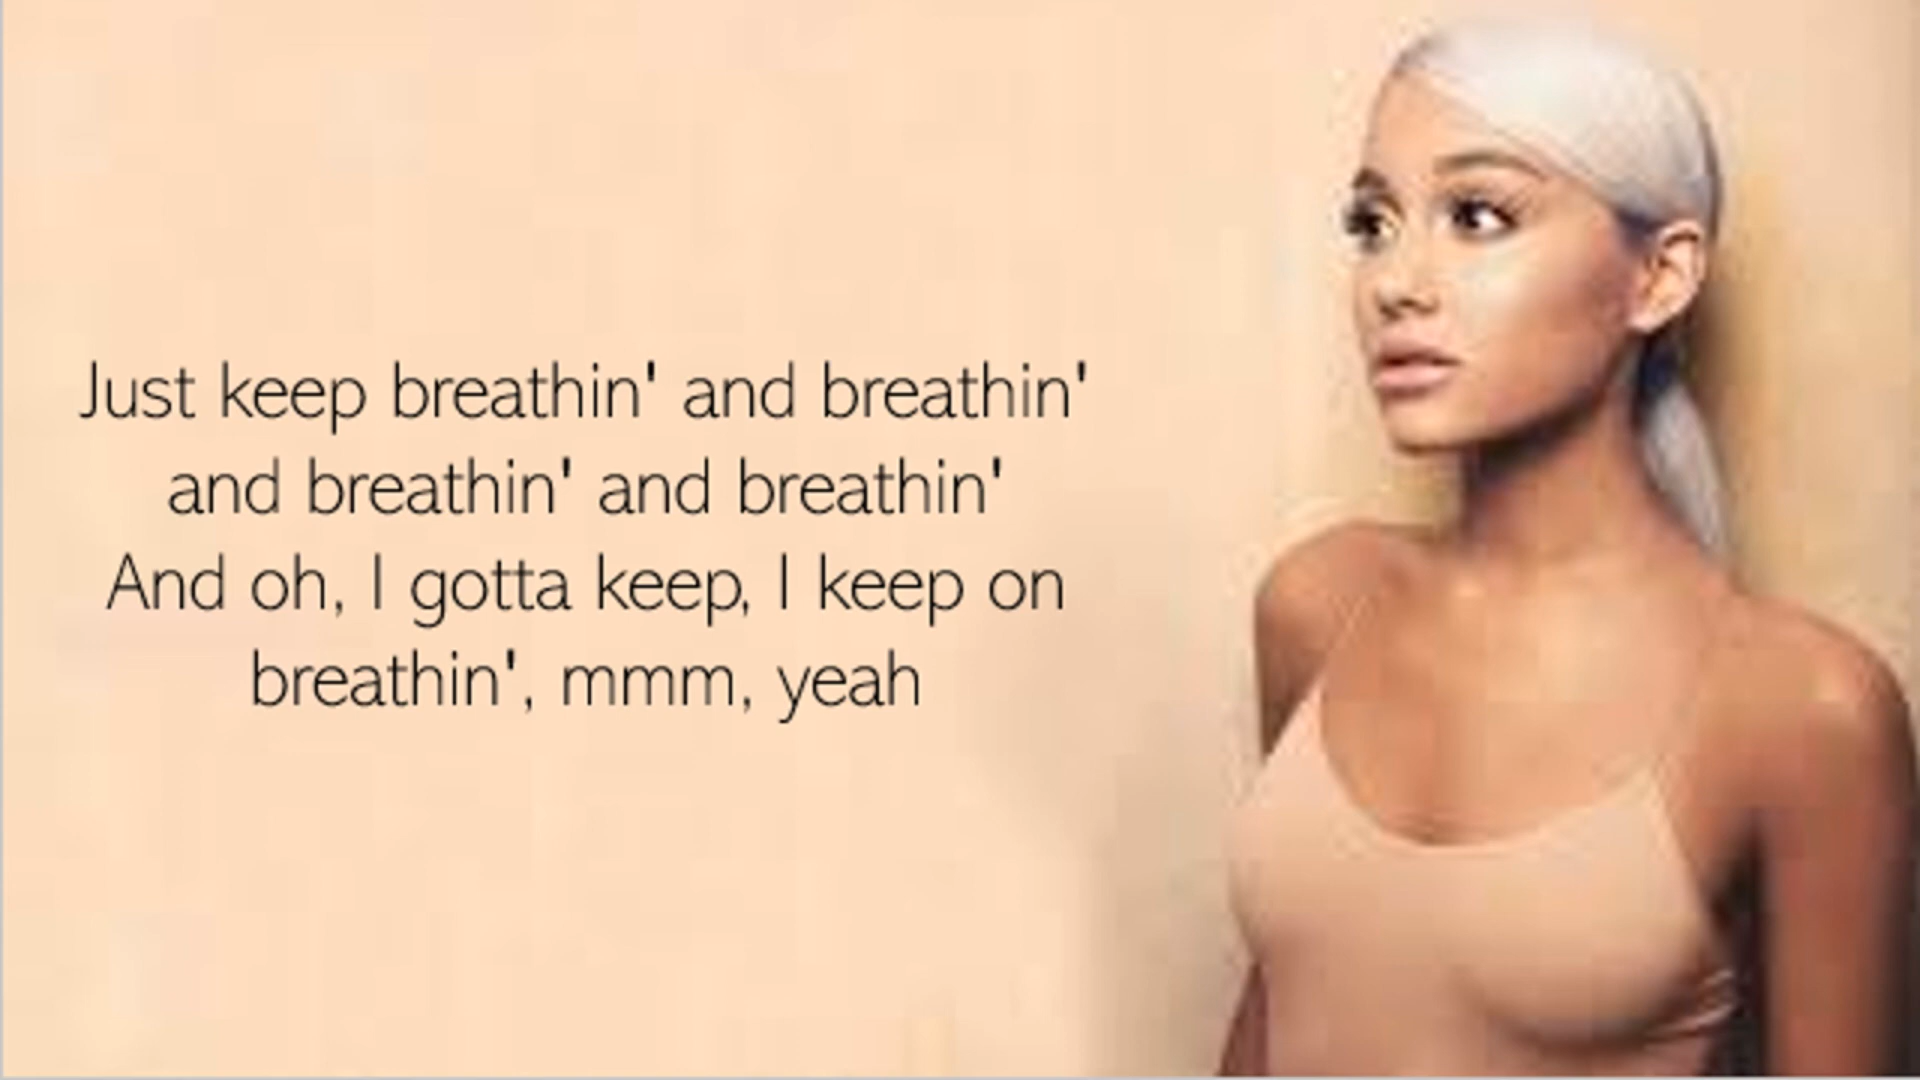 Just keep breathin' and breathin'
and breathin' and breathin'
And oh, I gotta keep, I keep on
breathin', mmm, yeah